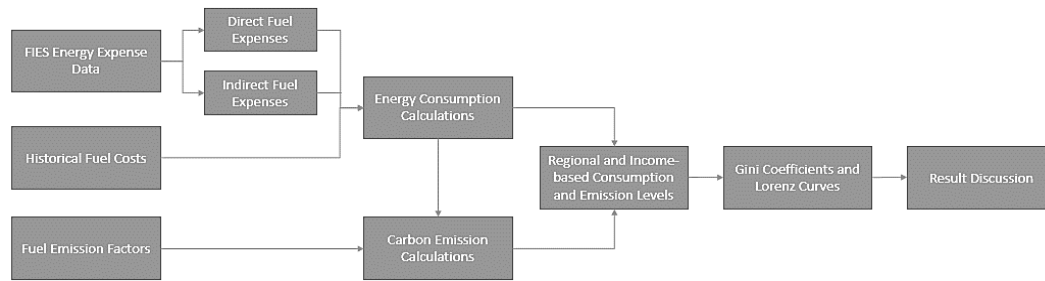 FIES Energy Expense
Data
Direct Fuel
Expenses
Indirect Fuel
Expenses
Historical Fuel Costs
Fuel Emission Factors
Energy Consumption
Calculations
Carbon Emission
Calculations
Regional and Income-
based Consumption
and Emission Levels
Gini Coefficients and
Lorenz Curves
Result Discussion